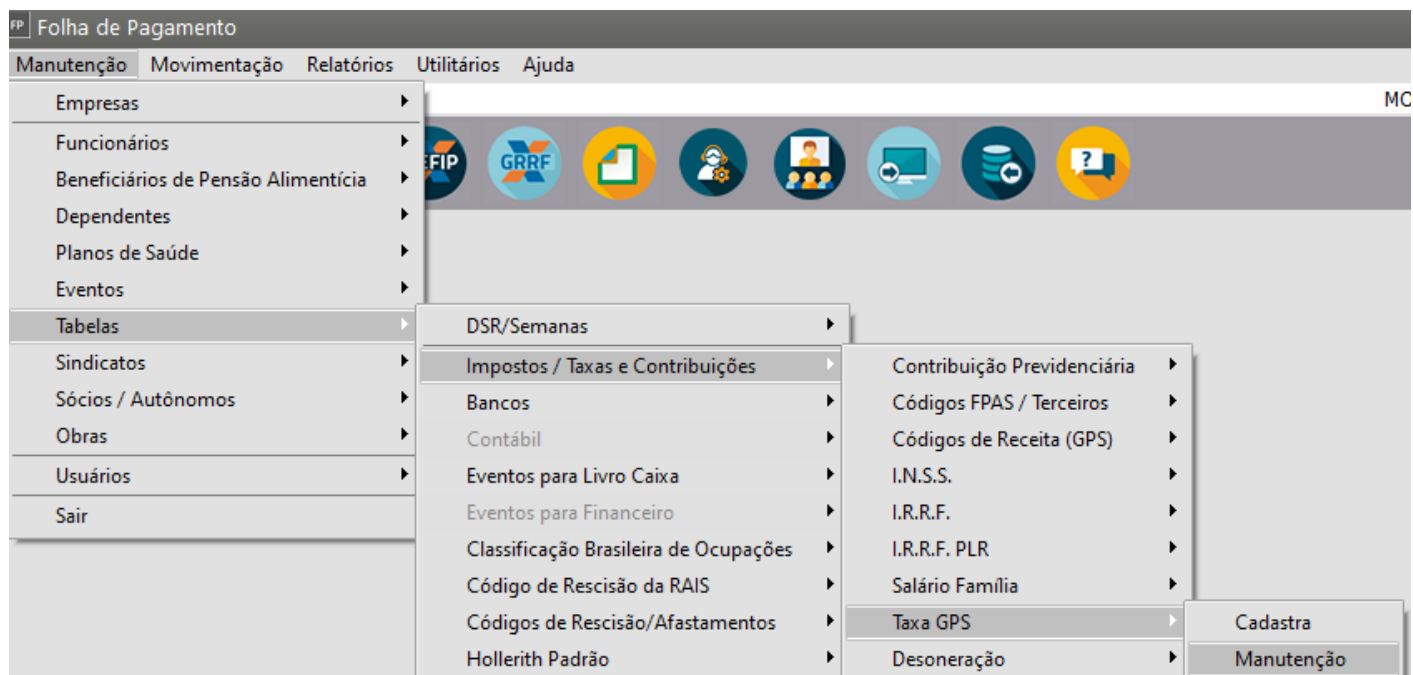 FP Folha de Pagamento
Manutenção Movimentação Relatórios Utilitários Ajuda
Empresas
Funcionários
Beneficiários de Pensão Alimentícia
Dependentes
Planos de Saúde
Eventos
Tabelas
Sindicatos
Sócios / Autônomos
Obras
Usuários
Sair
MO
FIP
GRRF
?
DSR/Semanas
Impostos / Taxas e Contribuições
Bancos
Contábil
Eventos para Livro Caixa
Eventos para Financeiro
Classificação Brasileira de Ocupações
Código de Rescisão da RAIS
Códigos de Rescisão/Afastamentos
Hollerith Padrão
Contribuição Previdenciária
Códigos FPAS / Terceiros
Códigos de Receita (GPS)
I.N.S.S.
I.R.R.F.
I.R.R.F. PLR
Salário Família
Taxa GPS
Desoneração
Cadastra
Manutenção